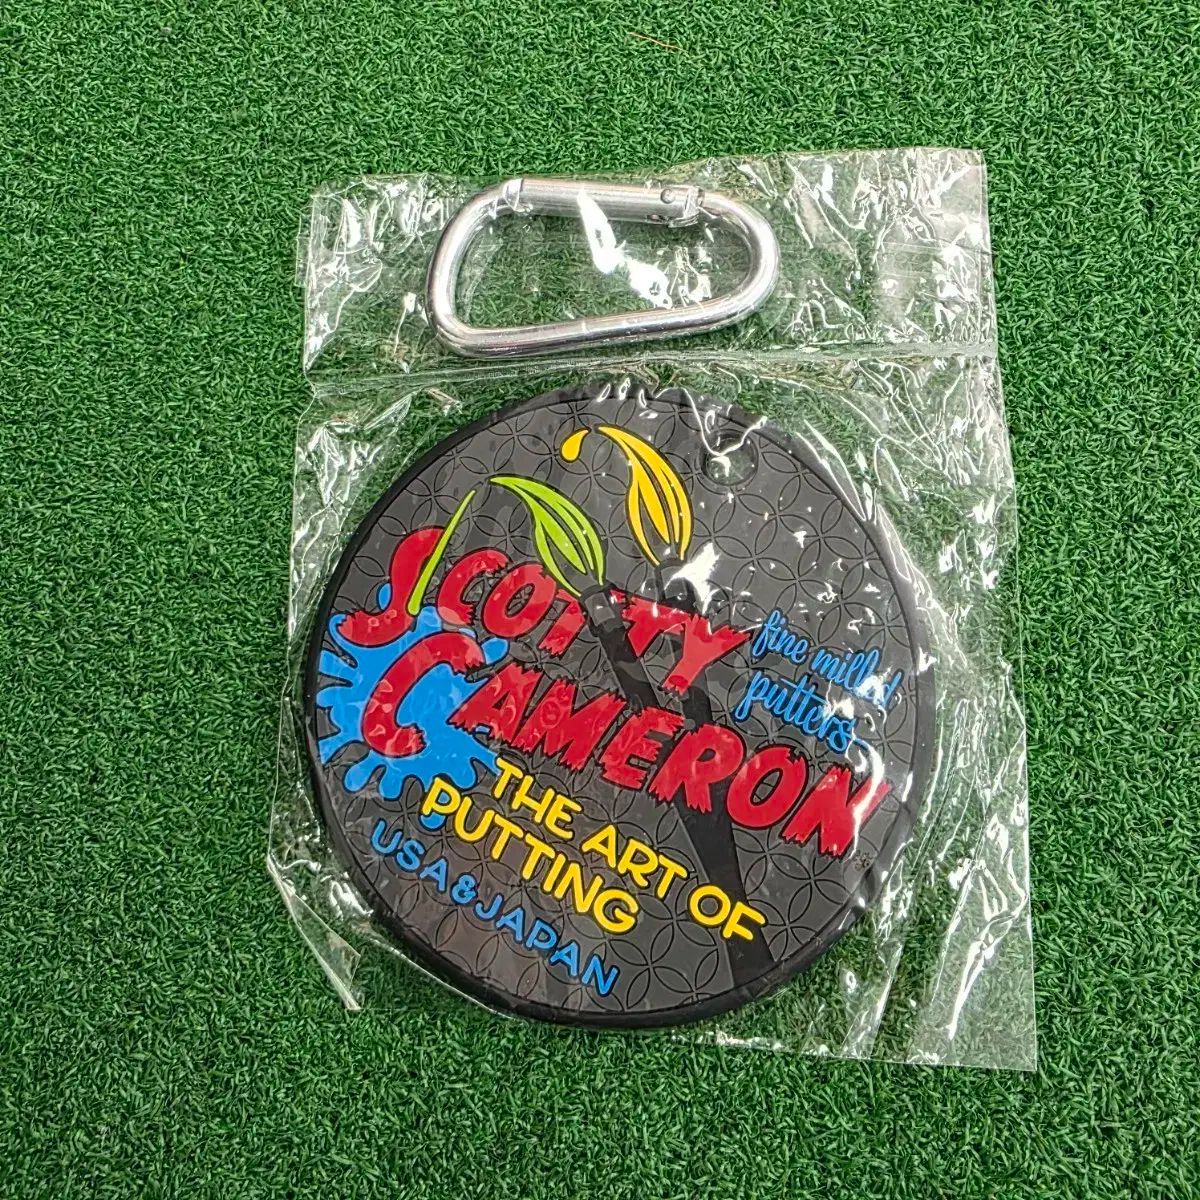 SCOTTY
CAMERON
fine milled
putters
THE ART OF
PUTTING
USA&JAPAN